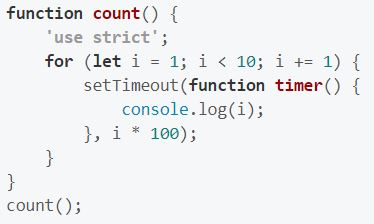 function count() {
    'use strict';
    for (let i = 1; i < 10; i += 1) {
        setTimeout(function timer() {
            console.log(i);
        }, i * 100);
    }
}
count();